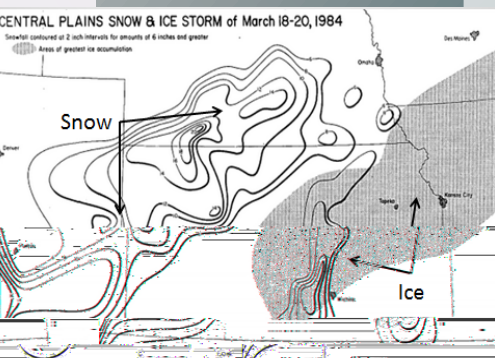 CENTRAL PLAINS SNOW & ICE STORM of March 18-20, 1984
Snowfall contoured at 2 inch intervals for amounts of 6 inches and greater
Areas of greatest ice accumulation
Des Moines
Omaha
Snow
Denver
Topeka
Kansas City
Pueblo
Wichita
Ice